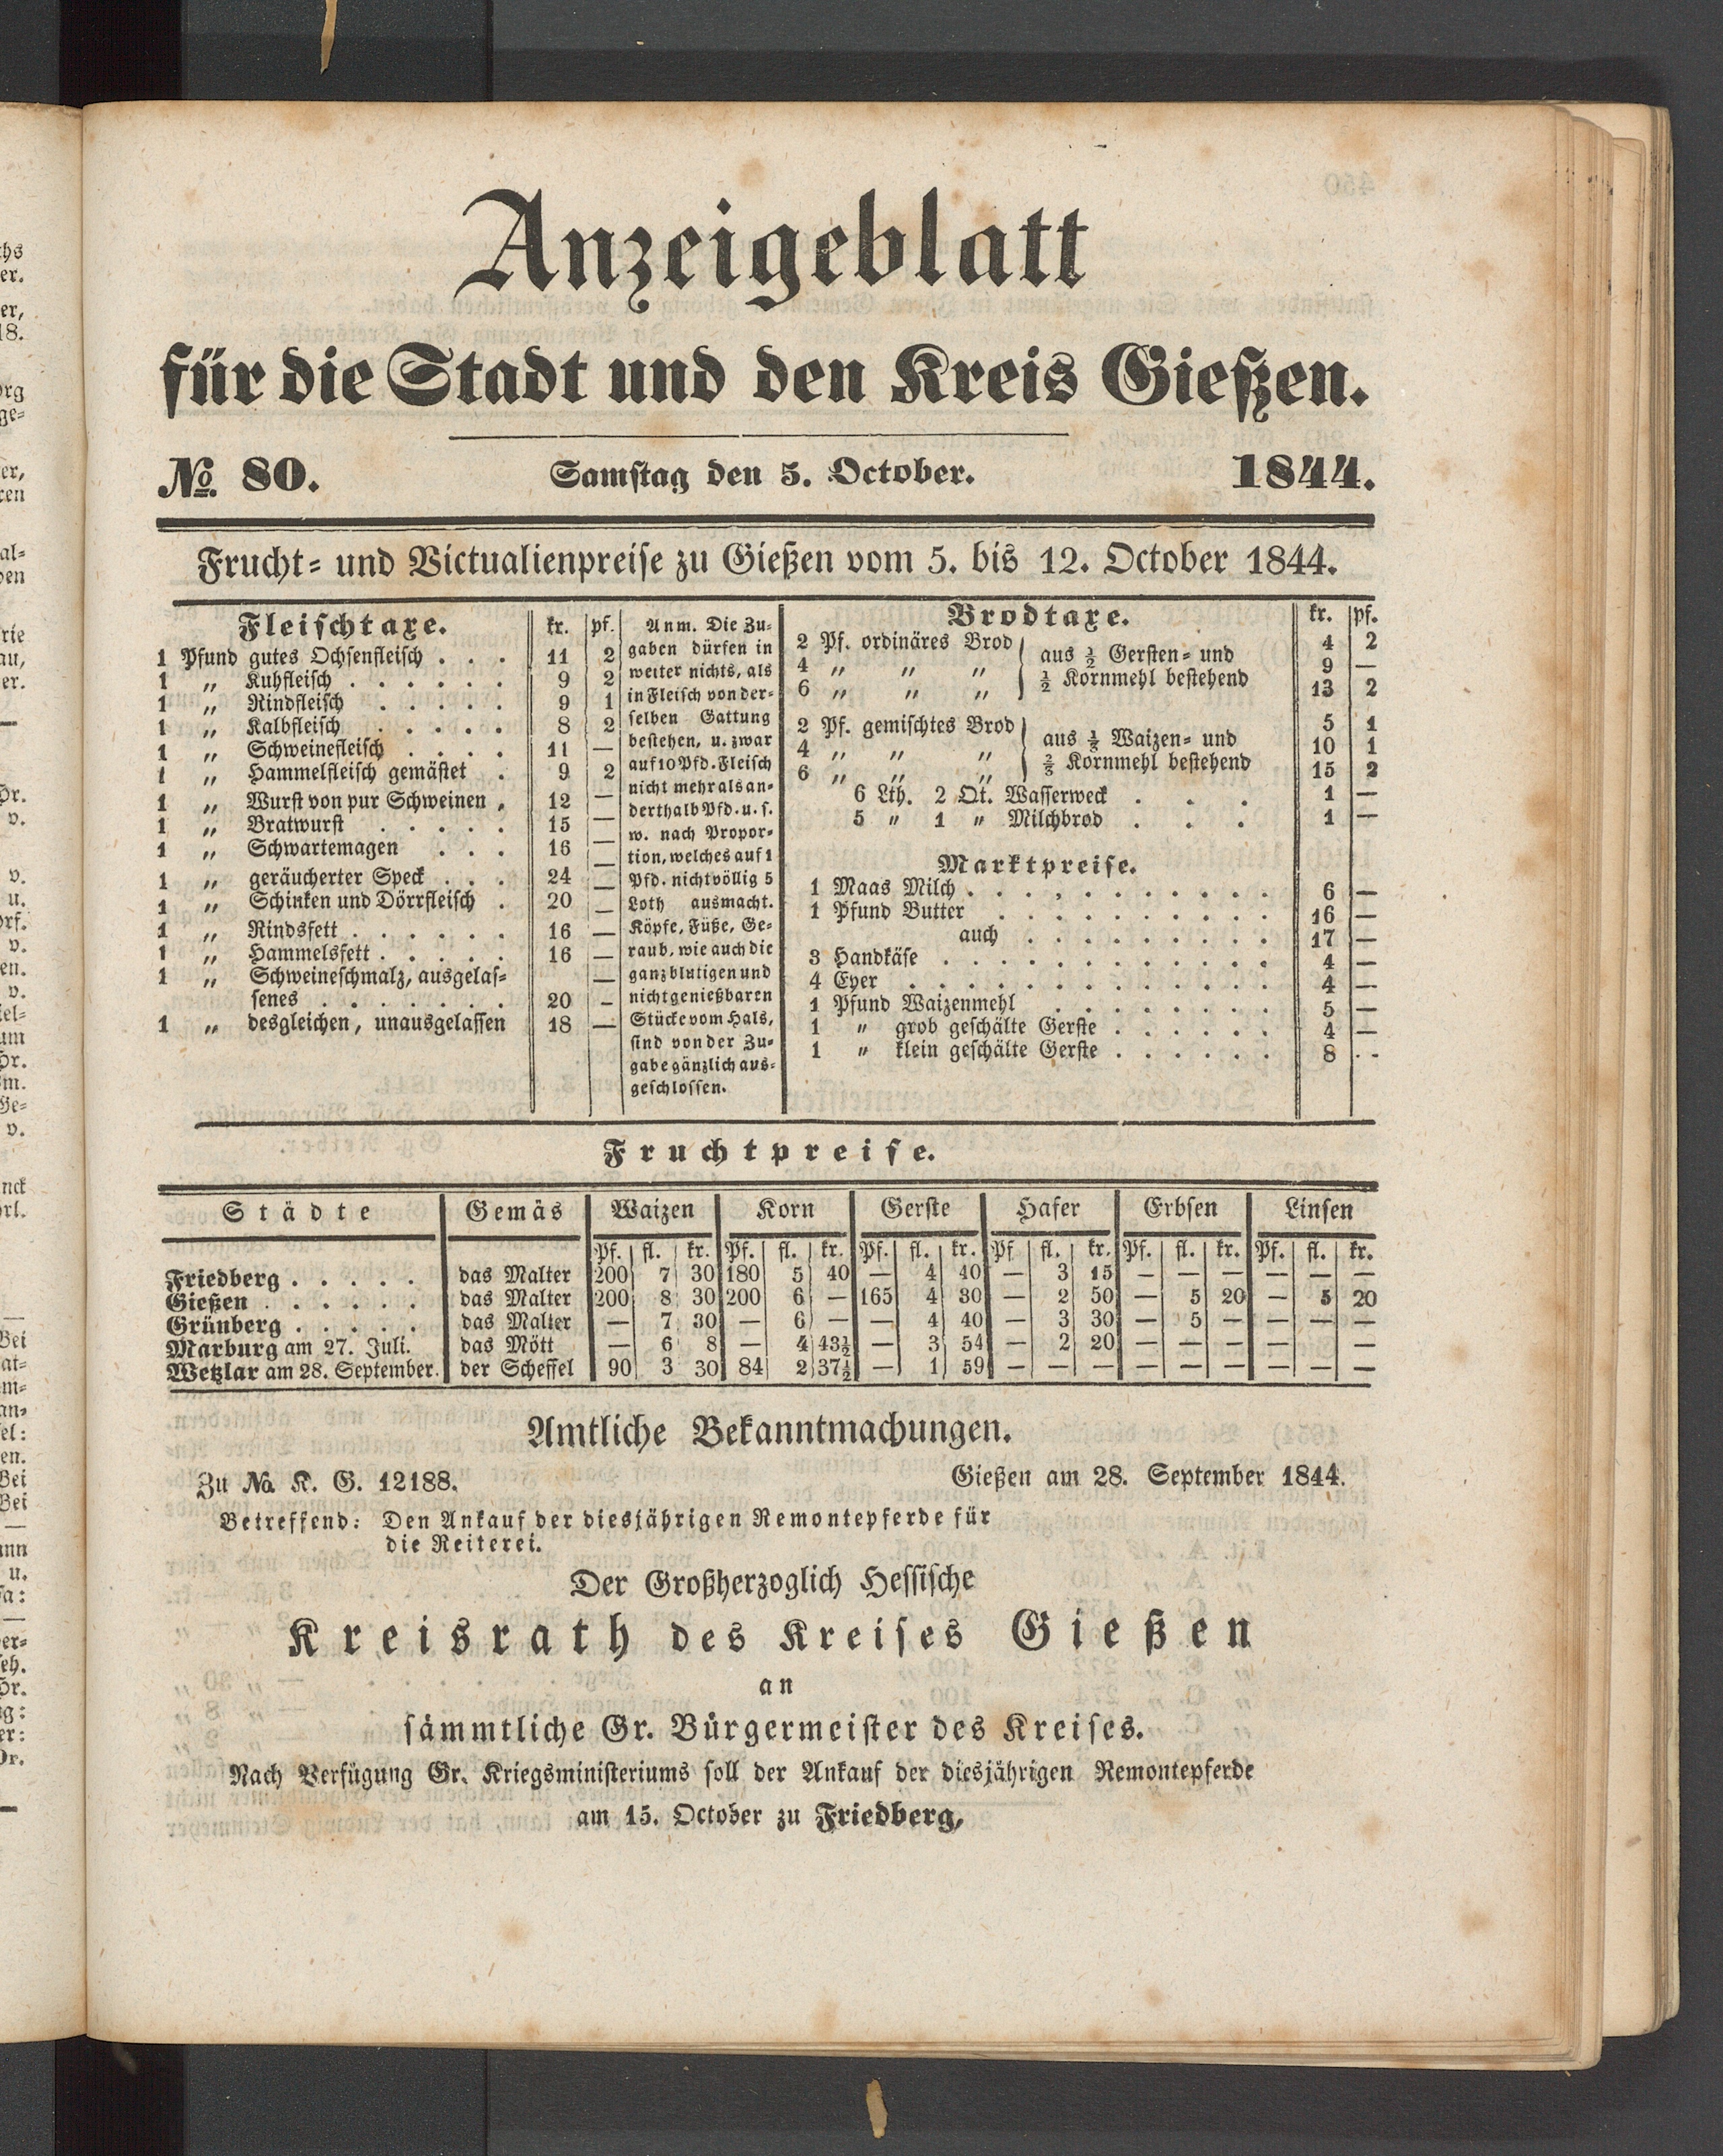 Anzeigeblatt
für die Stadt und den Kreis Gießen.
No. 80. Samstag den 5. October. 1844.
Frucht- und Victualienpreise zu Gießen vom 5. bis 12. October 1844.
Fleischtaxe. kr. pf.
1 Pfund gutes Ochsenfleisch . . . 11 2
1 „ Kuhfleisch . . . . . . 9 2
1 „ Rindfleisch . . . . . 9 1
1 „ Kalbfleisch . . . . . 8 2
1 „ Schweinefleisch . . . . 11 —
1 „ Hammelfleisch gemästet . 9 2
1 „ Wurst von pur Schweinen „ 12 —
1 „ Bratwurst . . . . . 15 —
1 „ Schwartemagen . . . 16 —
1 „ geräucherter Speck . . . 24 —
1 „ Schinken und Dörrfleisch . 20 —
1 „ Rindsfett . . . . . . 16 —
1 „ Hammelsfett . . . . . 16 —
1 „ Schweineschmalz, ausgelas-
senes . . . . . . . 20 —
1 „ desgleichen, unausgelassen 18 —
Anm. Die Zu-
gaben dürfen in
weiter nichts, als
in Fleisch von der-
selben Gattung
bestehen, u. zwar
auf 10 Pfd. Fleisch
nicht mehr als an-
derthalb Pfd. u. s.
w. nach Propor-
tion, welches auf 1
Pfd. nicht völlig 5
Loth ausmacht.
Köpfe, Füße, Ge-
raub, wie auch die
ganz blutigen und
nicht genießbaren
Stücke vom Hals,
sind von der Zu-
gabe gänzlich aus-
geschlossen.
Brodtaxe. kr. pf.
2 Pf. ordinäres Brod aus ½ Gersten- und 4 2
4 „ „ „ ½ Kornmehl bestehend 9 —
6 „ „ „ 13 2
2 Pf. gemischtes Brod aus ⅓ Waizen- und 5 1
4 „ „ „ ⅔ Kornmehl bestehend 10 1
6 „ „ „ 15 2
6 Lth. 2 Qt. Wasserweck . . . 1 —
5 „ 1 „ Milchbrod . . . 1 —
Marktpreise.
1 Maas Milch . . . . . . . . . . . 6 —
1 Pfund Butter . . . . . . . . . . 16 —
auch . . . . . . . . . 17 —
3 Handkäse . . . . . . . . . . . . 4 —
4 Eyer . . . . . . . . . . . . . 4 —
1 Pfund Waizenmehl . . . . . . . . 5 —
1 „ grob geschälte Gerste . . . . . . 4 —
1 „ klein geschälte Gerste . . . . . . 8 --
Fruchtpreise.
Städte Gemäs Waizen Korn Gerste Hafer Erbsen Linsen
Pf. fl. kr. Pf. fl. kr. Pf. fl. kr. Pf fl. kr. Pf. fl. kr. Pf. fl. kr.
Friedberg . . . . . das Malter 200 7 30 180 5 40 — 4 40 — 3 15 — — — — — —
Gießen . . . . . . das Malter 200 8 30 200 6 — 165 4 30 — 2 50 — 5 20 — 5 20
Grünberg . . . . . das Malter — 7 30 — 6 — — 4 40 — 3 30 — 5 — — — —
Marburg am 27. Juli. das Mött — 6 8 — 4 43½ — 3 54 — 2 20 — — — — — —
Wetzlar am 28. September. der Scheffel 90 3 30 84 2 37½ — 1 59 — — — — — — — — —
Amtliche Bekanntmachungen.
Zu No. K. G. 12188. Gießen am 28. September 1844.
Betreffend: Den Ankauf der diesjährigen Remontepferde für
die Reiterei.
Der Großherzoglich Hessische
Kreisrath des Kreises Gießen
an
sämmtliche Gr. Bürgermeister des Kreises.
Nach Verfügung Gr. Kriegsministeriums soll der Ankauf der diesjährigen Remontepferde
am 15. October zu Friedberg,